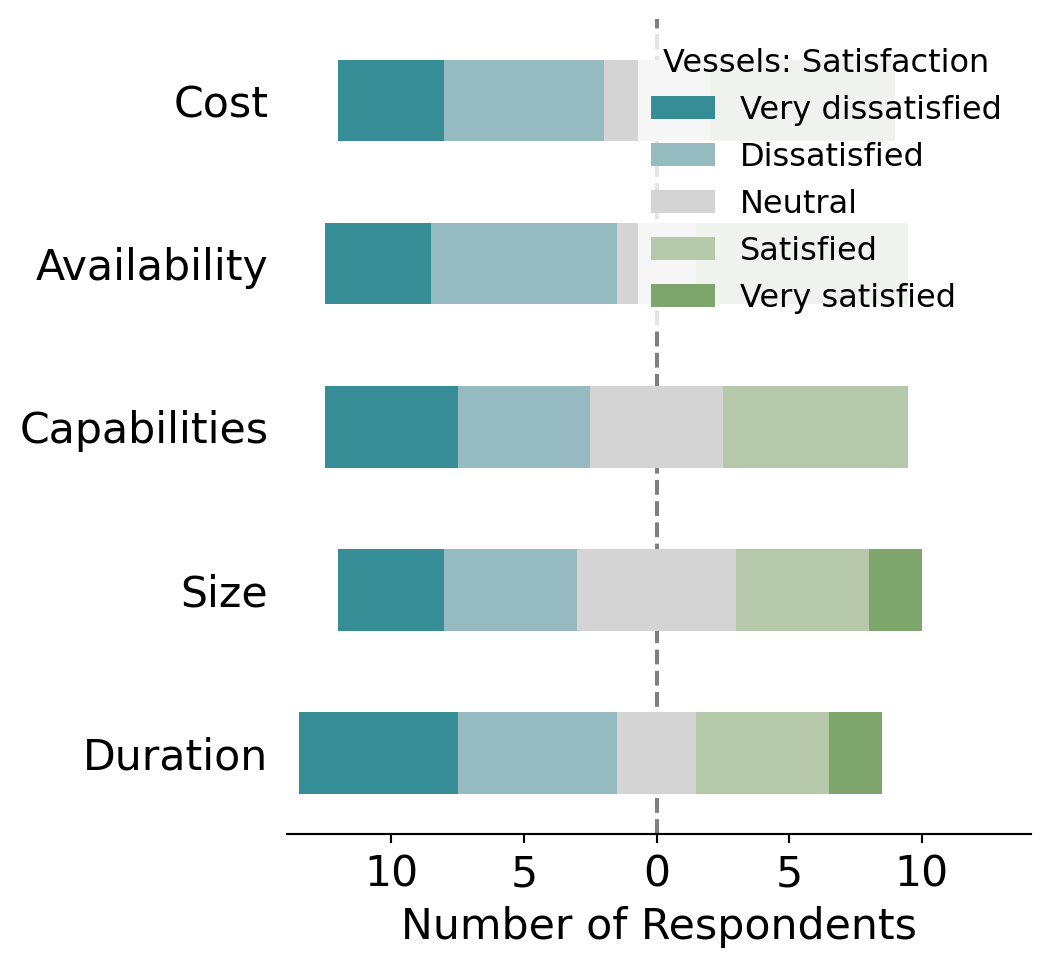 Vessels: Satisfaction
Very dissatisfied
Dissatisfied
Neutral
Satisfied
Very satisfied
Cost
Availability
Capabilities
Size
Duration
10 5 0 5 10
Number of Respondents